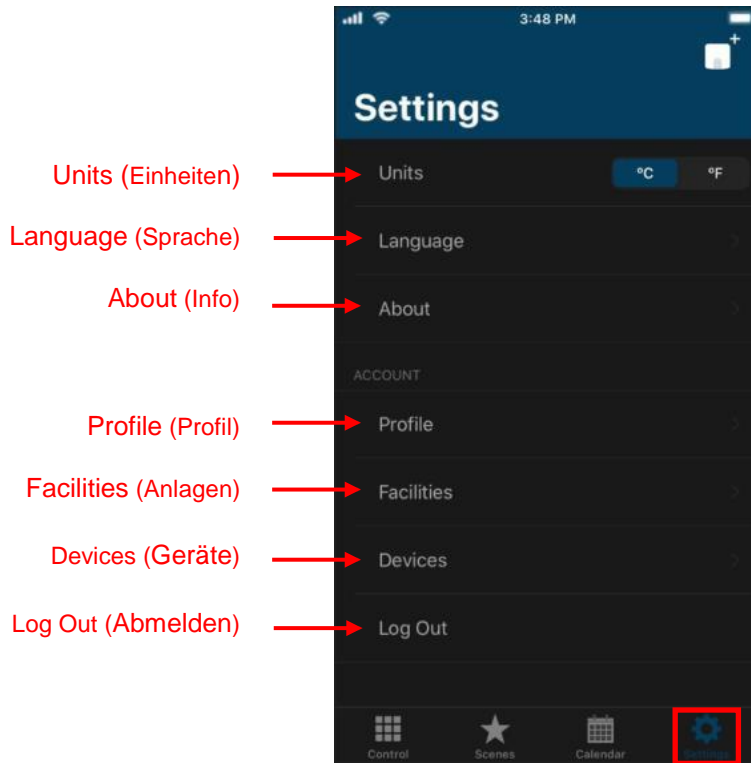 3:48 PM
Settings
Units (Einheiten)
Units
°C
°F
Language (Sprache)
Language
About (Info)
About
ACCOUNT
Profile (Profil)
Profile
Facilities (Anlagen)
Facilities
Devices (Geräte)
Devices
Log Out (Abmelden)
Log Out
Control
Scenes
Calendar
Settings